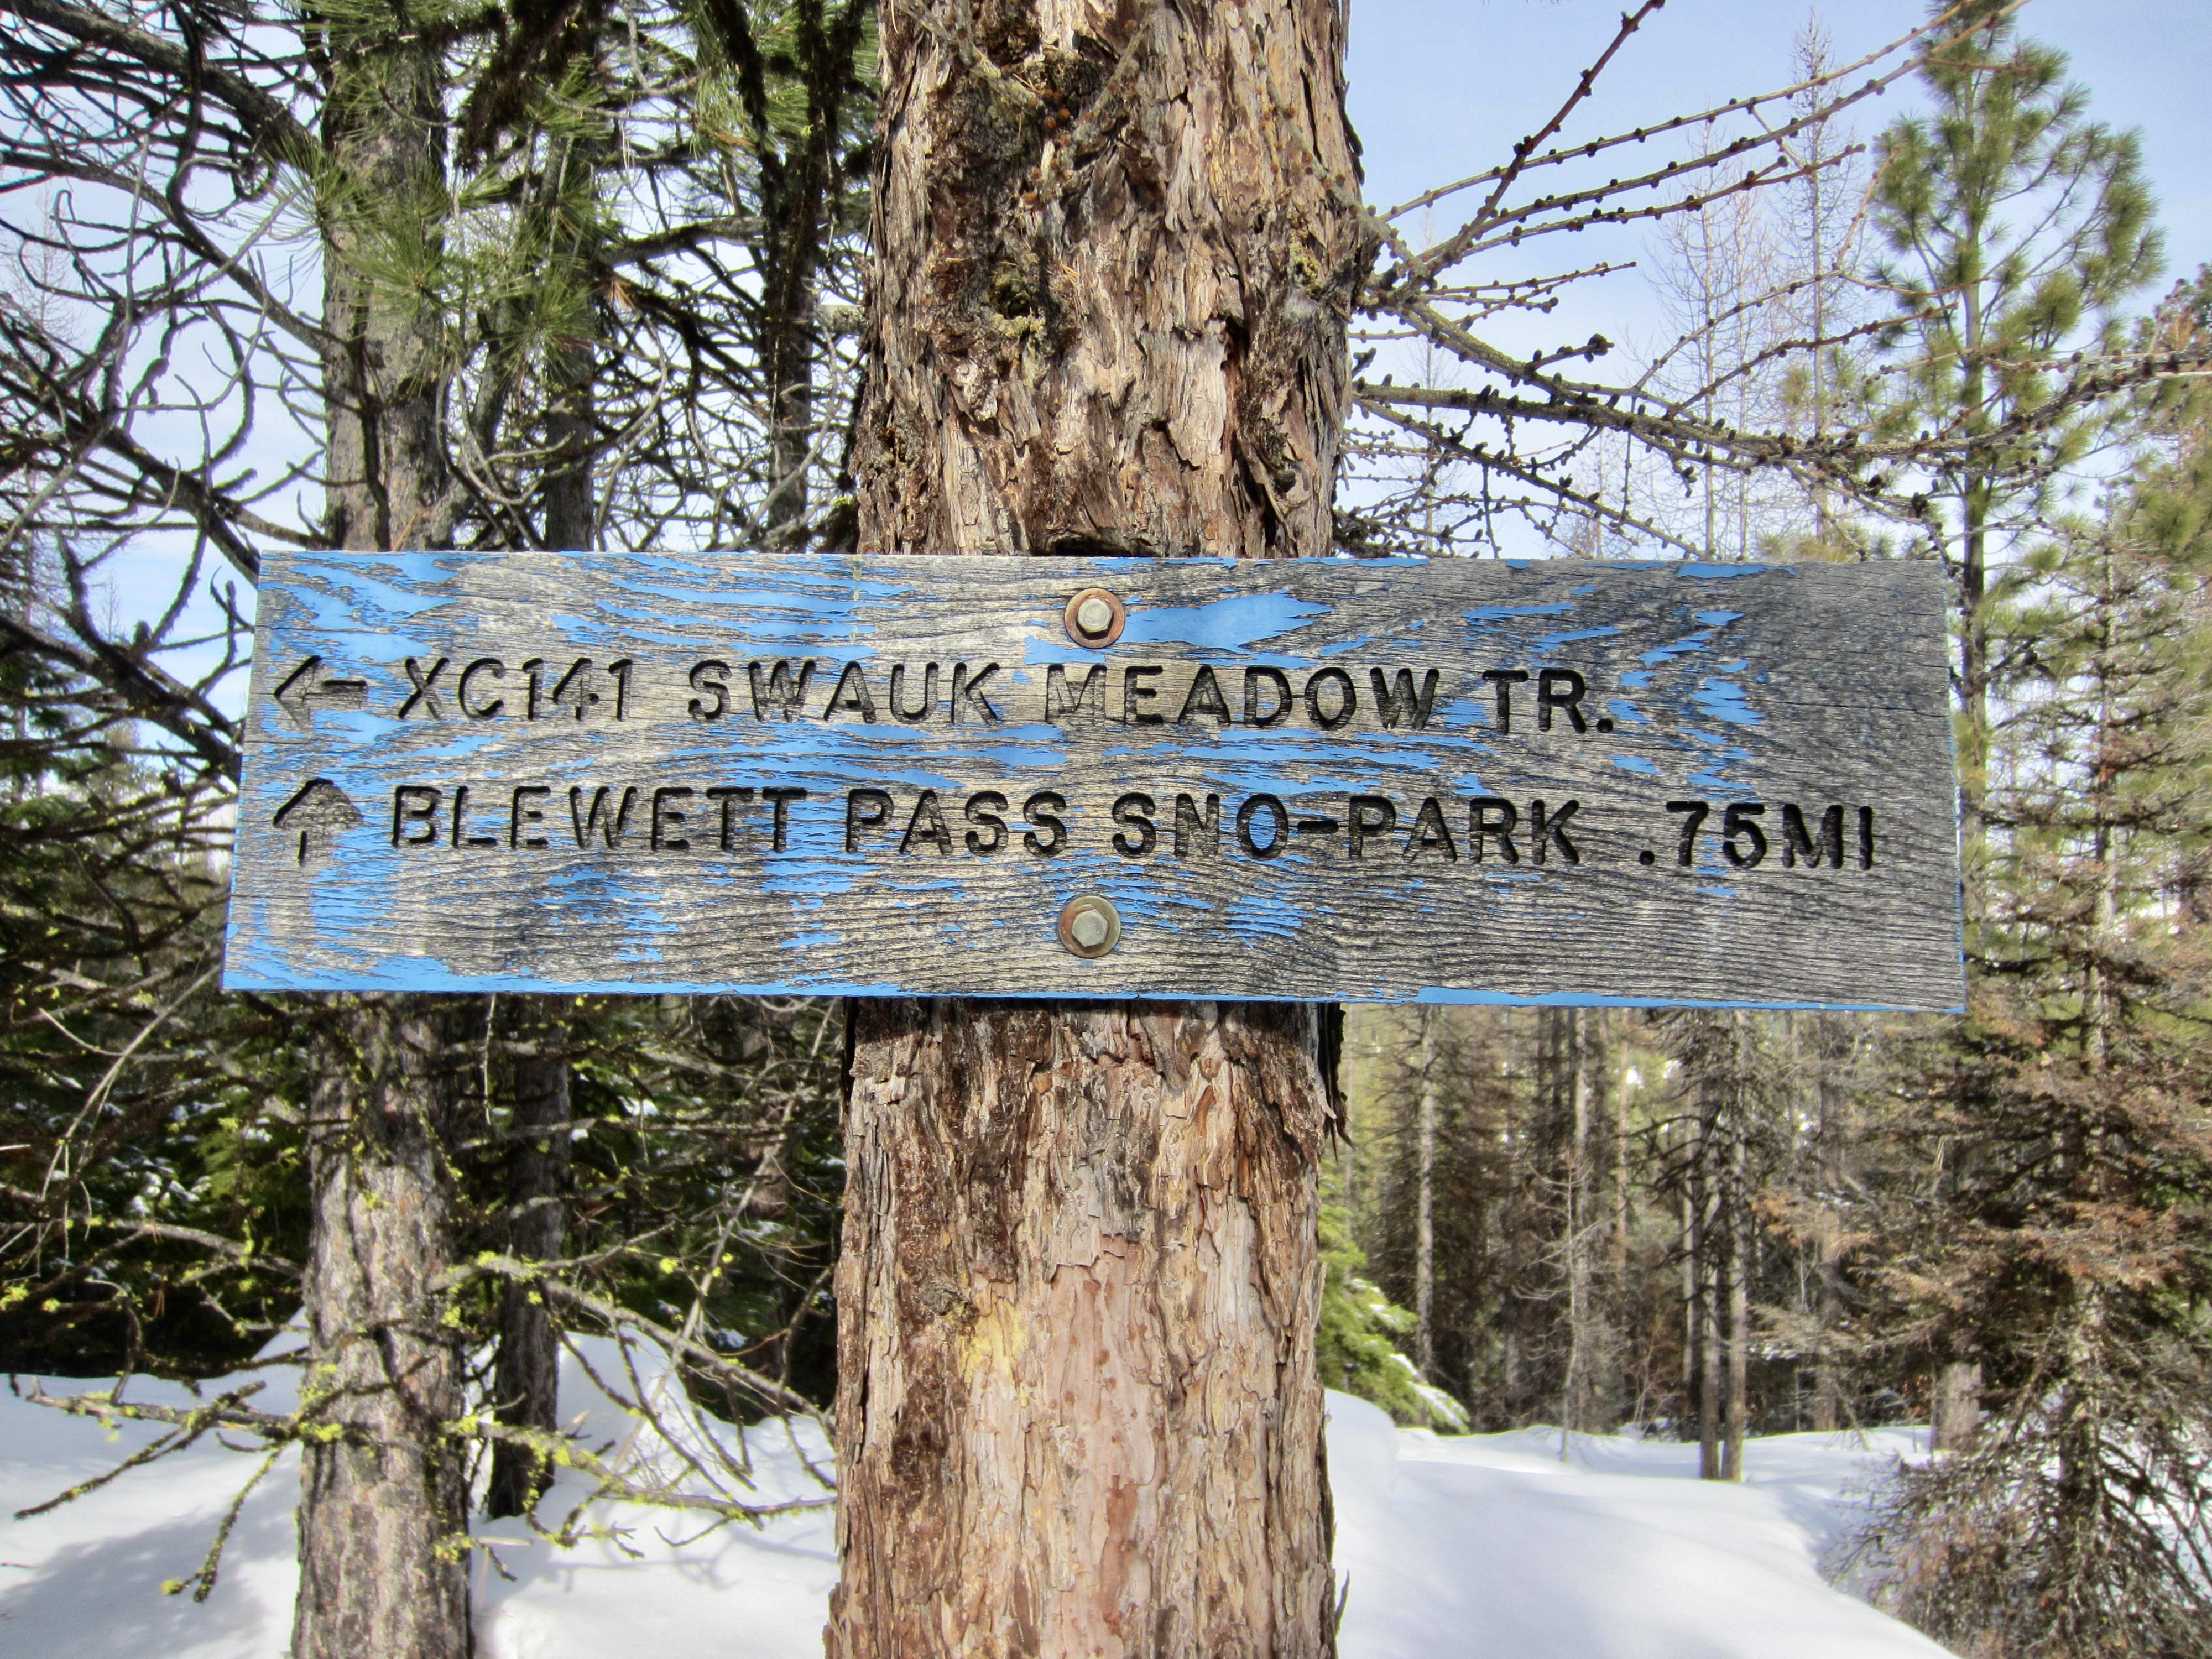 ← XC141 SWAUK MEADOW TR.
↑ BLEWETT PASS SNO-PARK .75MI